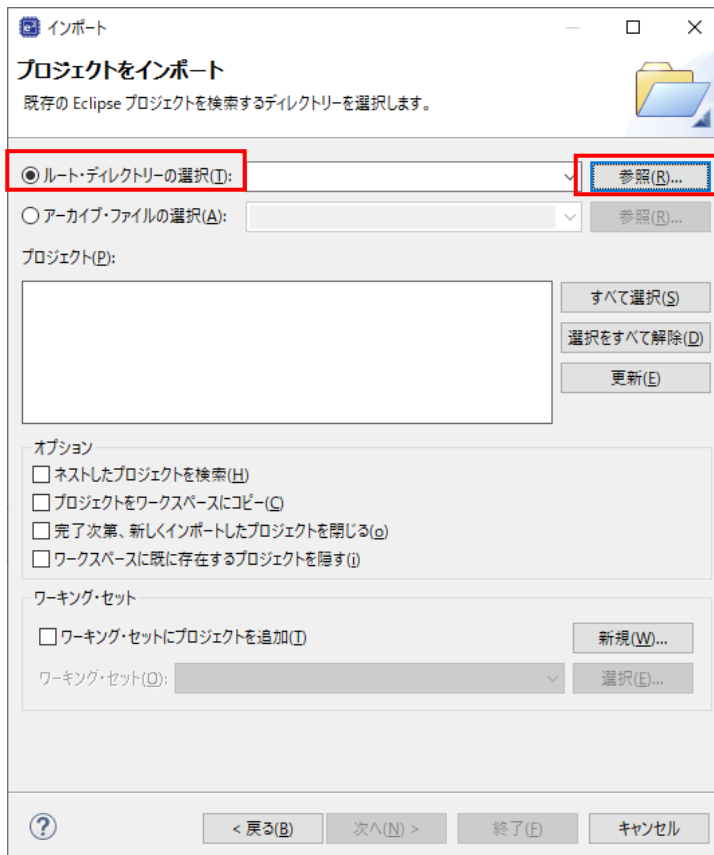 インポート
プロジェクトをインポート
既存の Eclipse プロジェクトを検索するディレクトリーを選択します。
ルート・ディレクトリーの選択(T):
参照(R)...
アーカイブ・ファイルの選択(A):
参照(R)...
プロジェクト(P):
すべて選択(S)
選択をすべて解除(D)
更新(E)
オプション
ネストしたプロジェクトを検索(H)
プロジェクトをワークスペースにコピー(C)
完了次第、新しくインポートしたプロジェクトを閉じる(o)
ワークスペースに既に存在するプロジェクトを隠す(i)
ワーキング・セット
ワーキング・セットにプロジェクトを追加(T)
新規(W)...
ワーキング・セット(O):
選択(E)...
?
< 戻る(B)
次へ(N) >
終了(F)
キャンセル